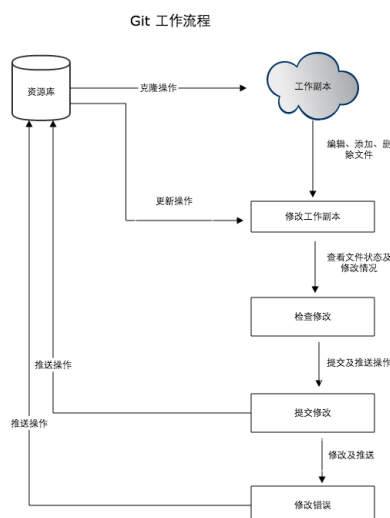 Git 工作流程
资源库
克隆操作
工作副本
编辑、添加、删
除文件
更新操作
修改工作副本
查看文件状态及
修改情况
检查修改
推送操作
提交及推送操作
提交修改
推送操作
修改及推送
修改错误